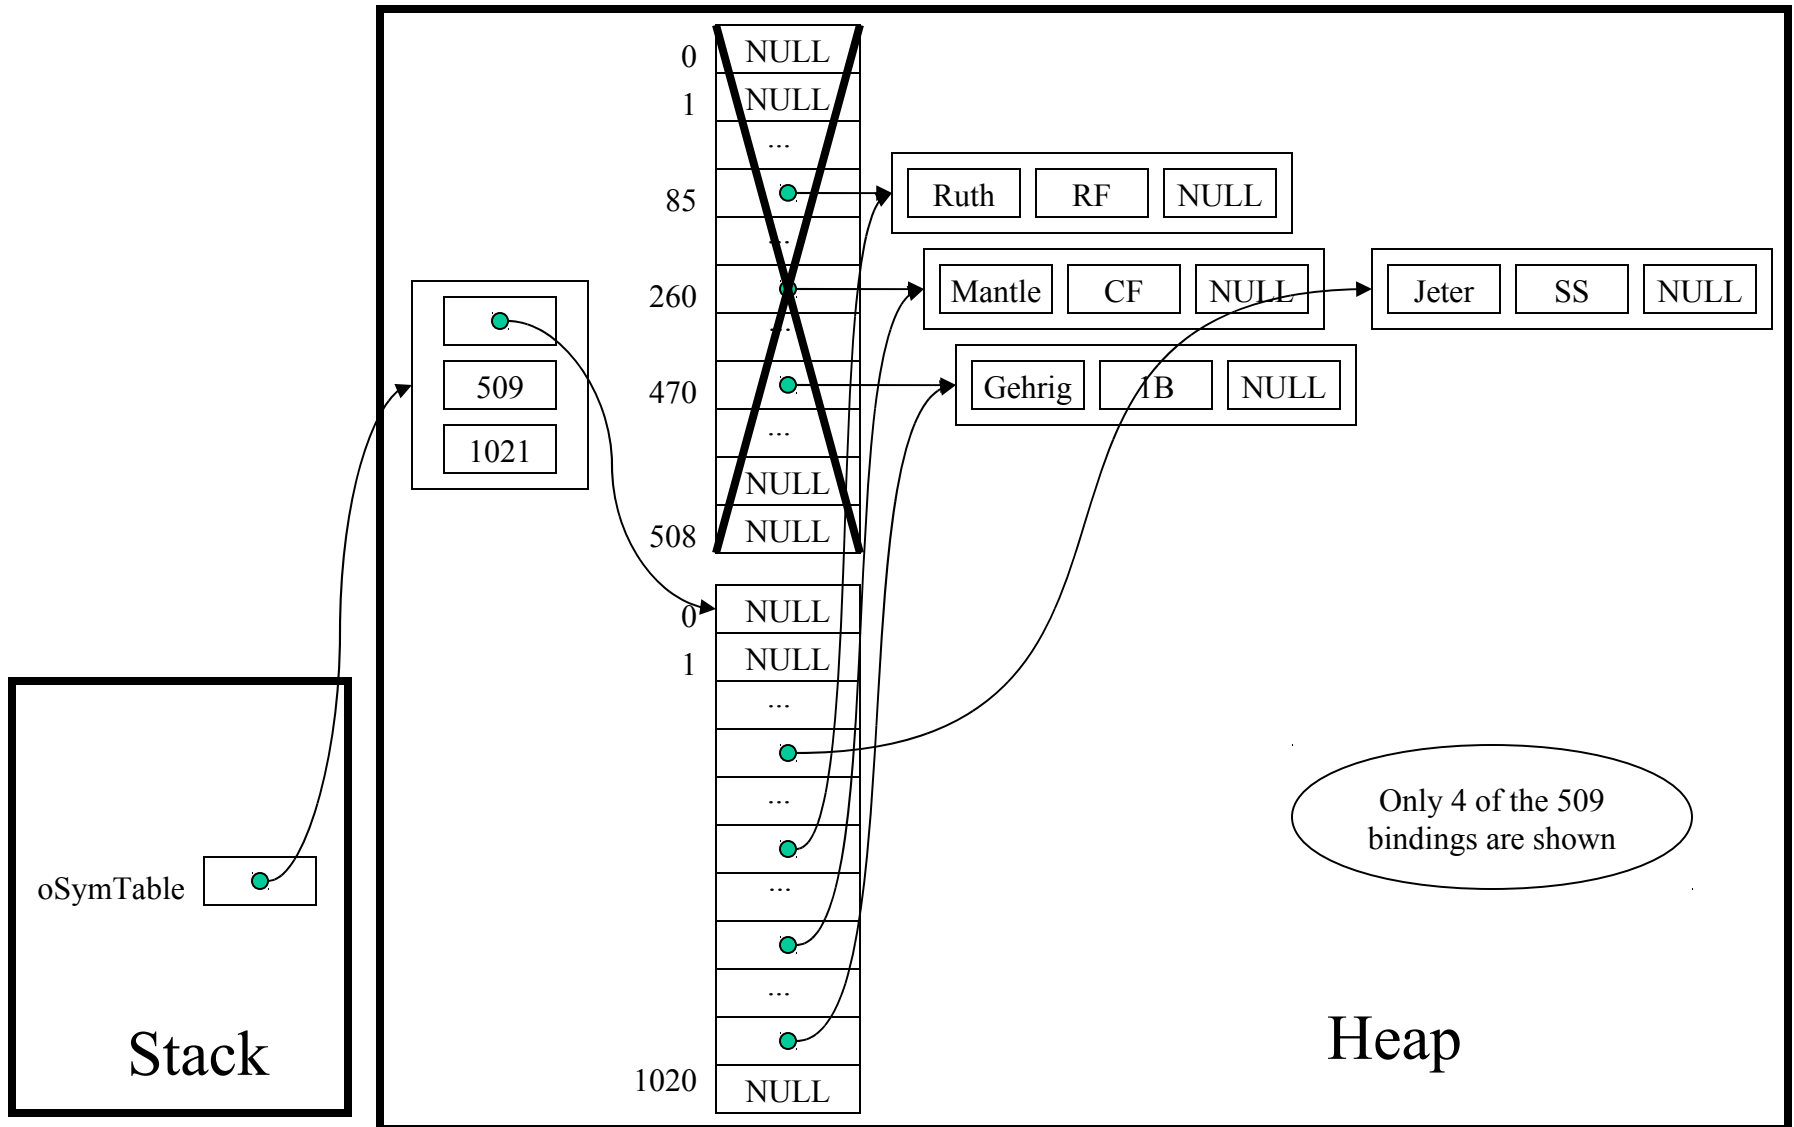 0 NULL
1 NULL
...
85
Ruth RF NULL
...
260
Mantle CF NULL
Jeter SS NULL
...
470
Gehrig 1B NULL
...
NULL
508 NULL
509
1021
0 NULL
1 NULL
...
...
...
...
1020 NULL
Only 4 of the 509
bindings are shown
oSymTable
Stack
Heap